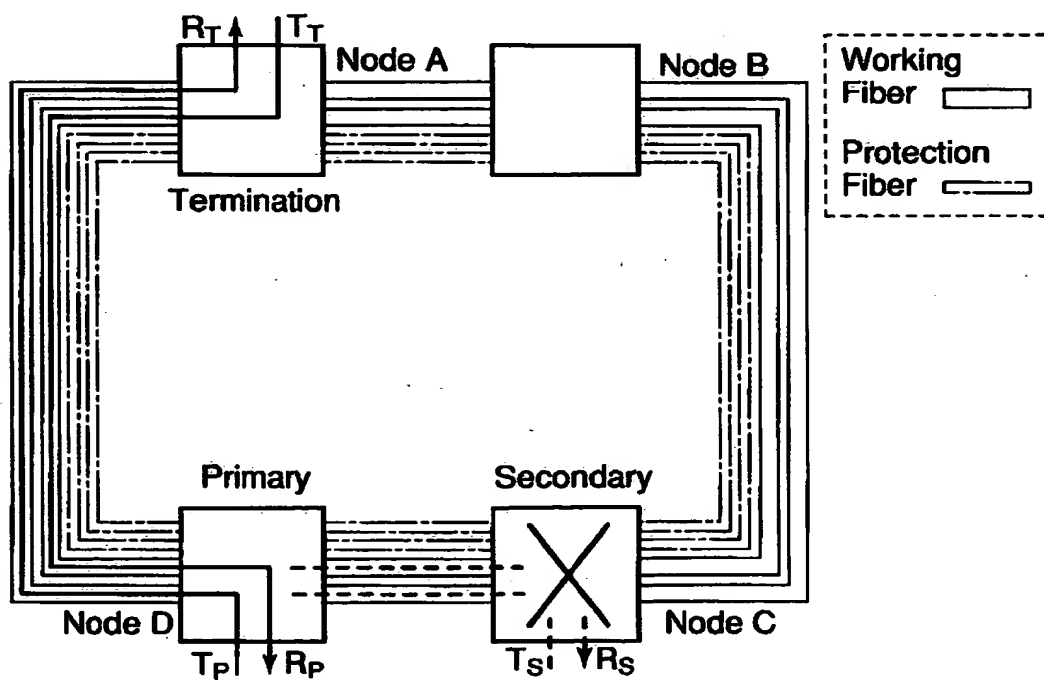 R_T T_T
Node A
Node B
Working
Fiber
Protection
Fiber
Termination
Primary
Secondary
Node D
Node C
T_P R_P
T_S R_S